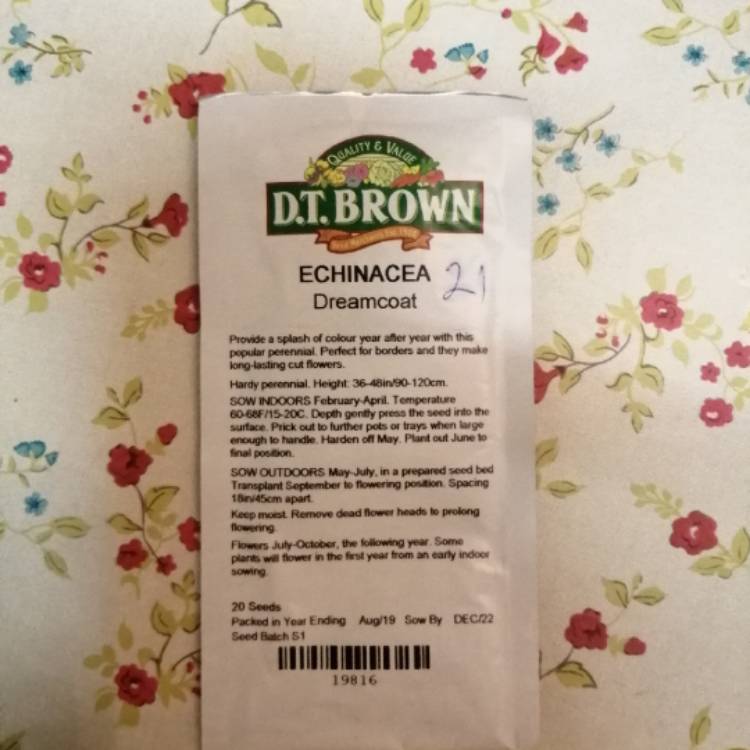 QUALITY & VALUE
D.T. BROWN
ECHINACEA 21
Dreamcoat
Provide a splash of colour year after year with this
popular perennial. Perfect for borders and they make
long-lasting cut flowers.
Hardy perennial. Height: 36-48in/90-120cm.
SOW INDOORS February-April. Temperature
60-68F/15-20C. Depth gently press the seed into the
surface. Prick out to further pots or trays when large
enough to handle. Harden off May. Plant out June to
final position.
SOW OUTDOORS May-July, in a prepared seed bed
Transplant September to flowering position. Spacing
18in/45cm apart.
Keep moist. Remove dead flower heads to prolong
flowering.
Flowers July-October, the following year. Some
plants will flower in the first year from an early indoor
sowing.
20 Seeds
Packed in Year Ending Aug/19 Sow By DEC/22
Seed Batch S1
19816